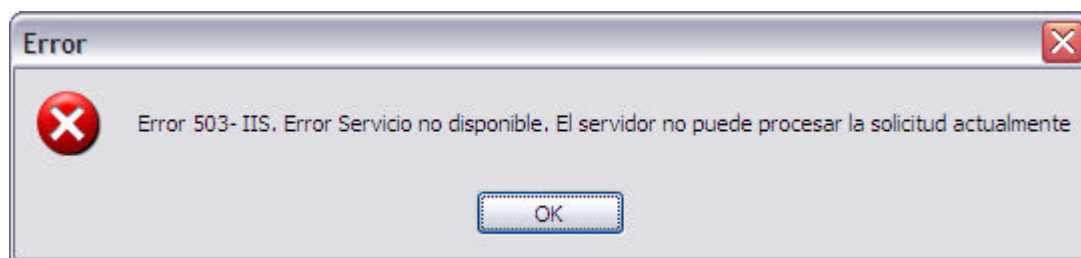 Error
Error 503- IIS. Error Servicio no disponible. El servidor no puede procesar la solicitud actualmente
OK